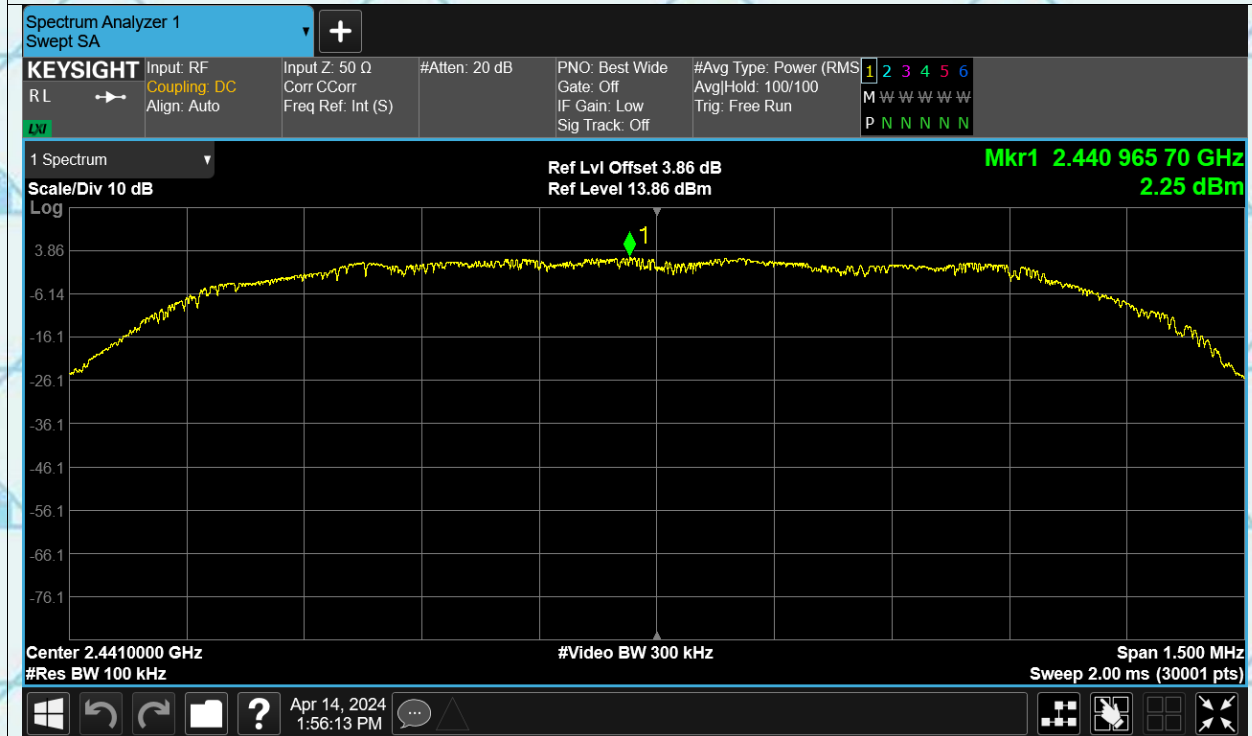 Spectrum Analyzer 1
Swept SA
KEYSIGHT
R L
LXI
Input: RF
Coupling: DC
Align: Auto
Input Z: 50 Ω
Corr CCorr
Freq Ref: Int (S)
#Atten: 20 dB
PNO: Best Wide
Gate: Off
IF Gain: Low
Sig Track: Off
#Avg Type: Power (RMS
Avg|Hold: 100/100
Trig: Free Run
1 2 3 4 5 6
M W W W W W
P N N N N N
1 Spectrum
Scale/Div 10 dB
Log
Ref Lvl Offset 3.86 dB
Ref Level 13.86 dBm
Mkr1 2.440 965 70 GHz
2.25 dBm
1
3.86
-6.14
-16.1
-26.1
-36.1
-46.1
-56.1
-66.1
-76.1
Center 2.4410000 GHz
#Res BW 100 kHz
#Video BW 300 kHz
Span 1.500 MHz
Sweep 2.00 ms (30001 pts)
?
Apr 14, 2024
1:56:13 PM